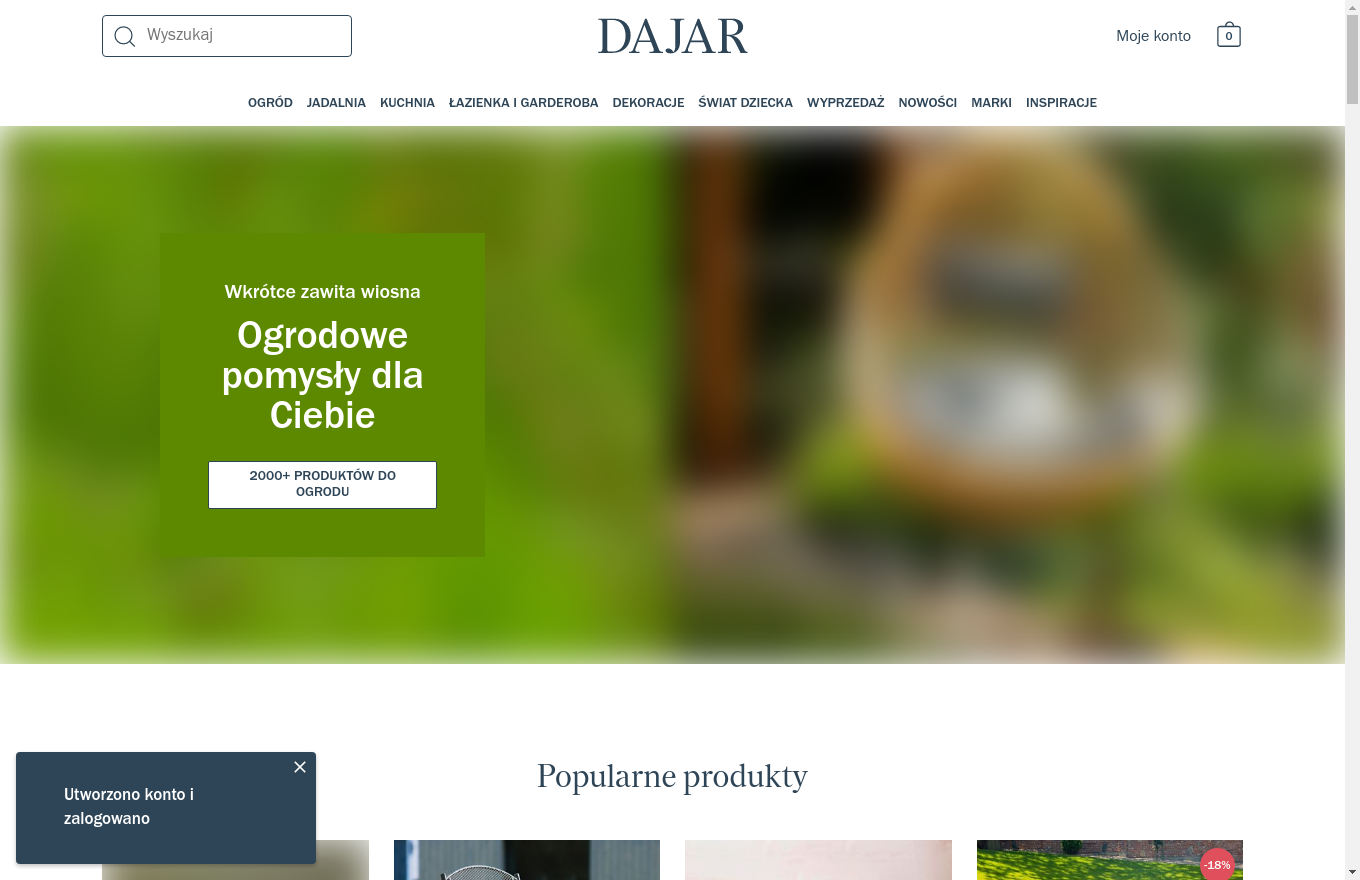 Wyszukaj
DAJAR
Moje konto
0
OGRÓD JADALNIA KUCHNIA ŁAZIENKA I GARDEROBA DEKORACJE ŚWIAT DZIECKA WYPRZEDAŻ NOWOŚCI MARKI INSPIRACJE
Wkrótce zawita wiosna
Ogrodowe
pomysły dla
Ciebie
2000+ PRODUKTÓW DO
OGRODU
Popularne produkty
Utworzono konto i
zalogowano
-18%